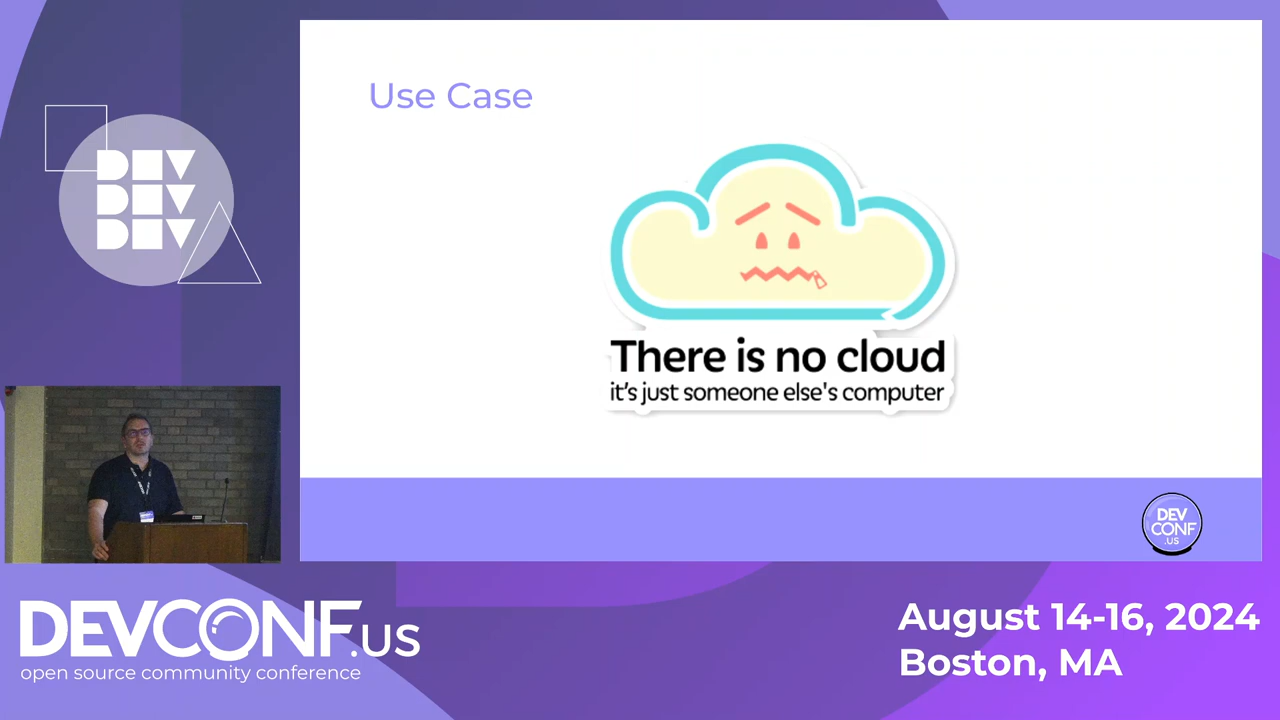 Use Case
DEV
DEV
DEV
There is no cloud
it's just someone else's computer
DEV
CONF
.US
DEVCONF.US
open source community conference
August 14-16, 2024
Boston, MA